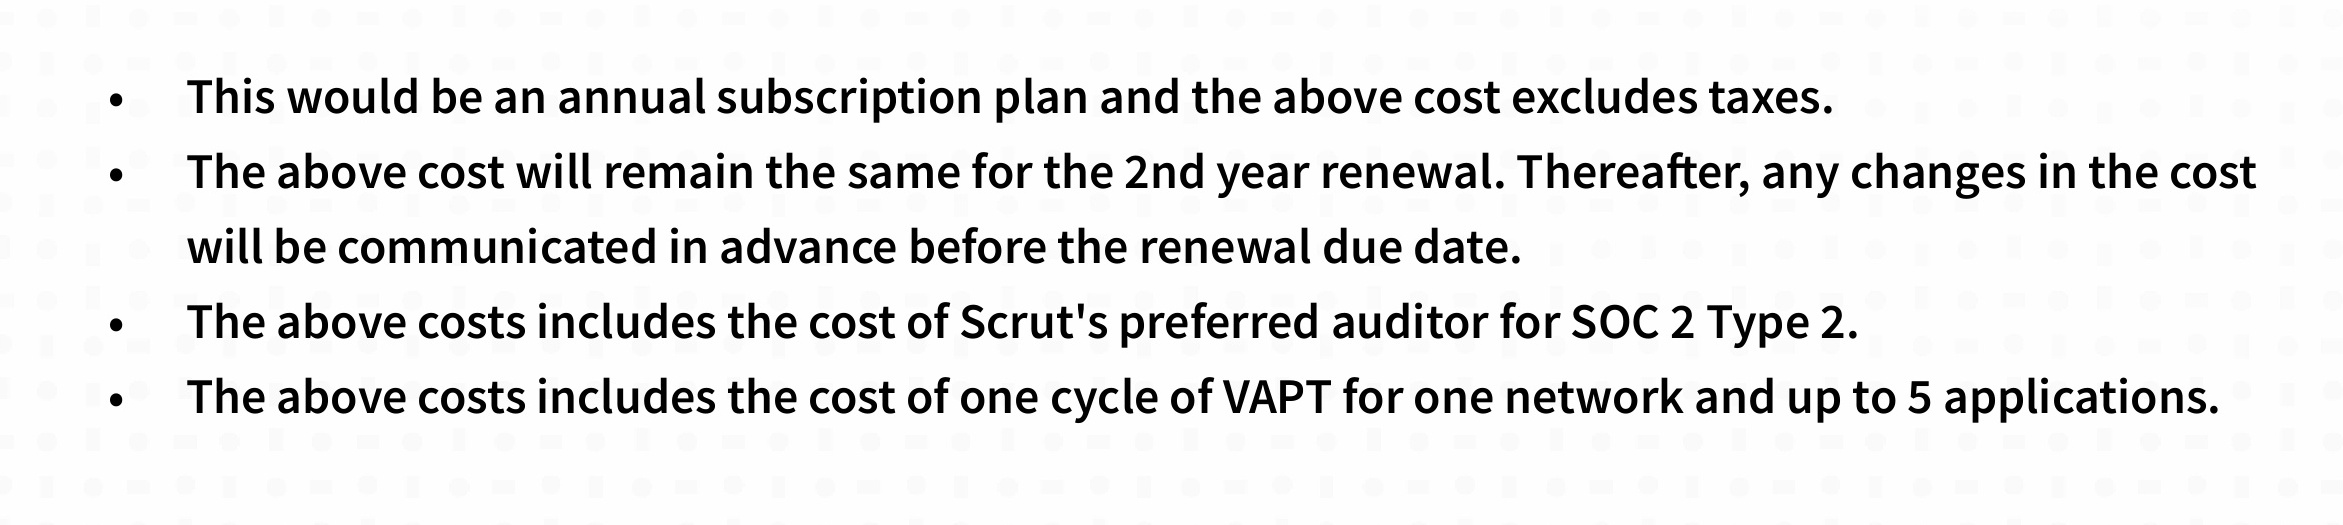 • This would be an annual subscription plan and the above cost excludes taxes.
• The above cost will remain the same for the 2nd year renewal. Thereafter, any changes in the cost
will be communicated in advance before the renewal due date.
• The above costs includes the cost of Scrut's preferred auditor for SOC 2 Type 2.
• The above costs includes the cost of one cycle of VAPT for one network and up to 5 applications.